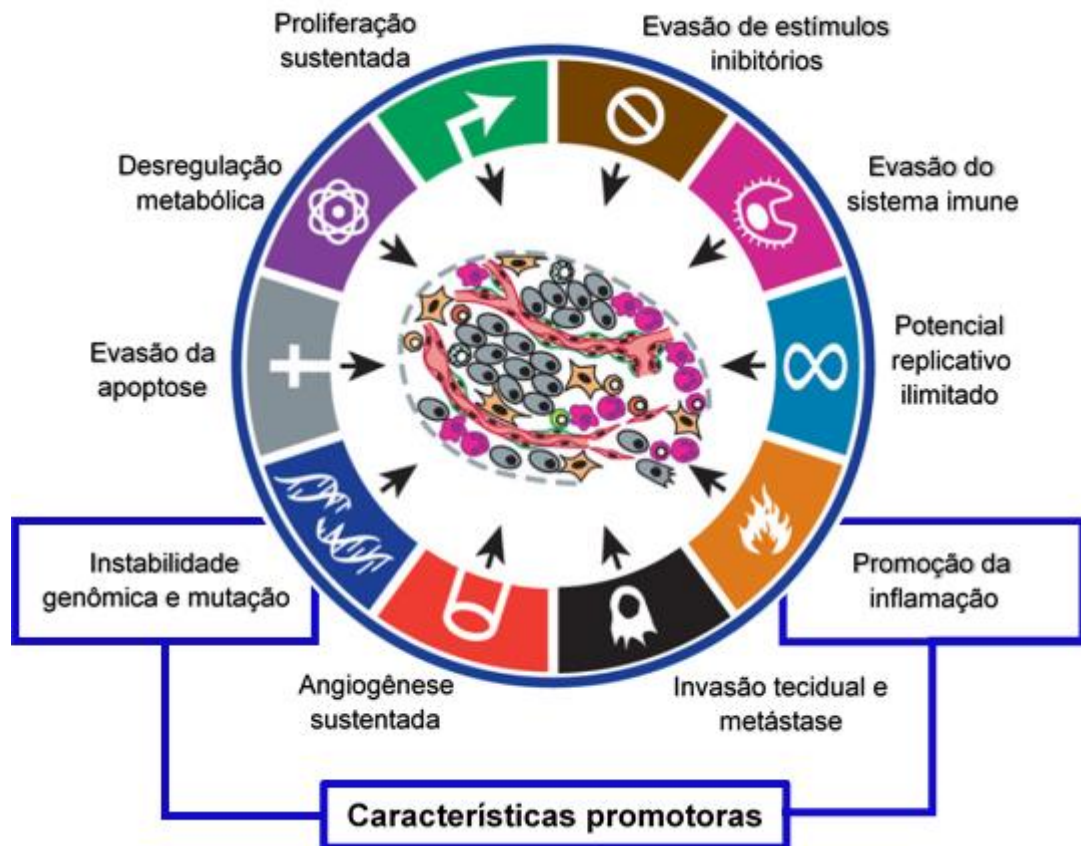 Proliferação
sustentada
Evasão de estímulos
inibitórios
Desregulação
metabólica
Evasão do
sistema imune
Evasão da
apoptose
Potencial
replicativo
ilimitado
Instabilidade
genômica e mutação
Promoção da
inflamação
Angiogênese
sustentada
Invasão tecidual e
metástase
Características promotoras